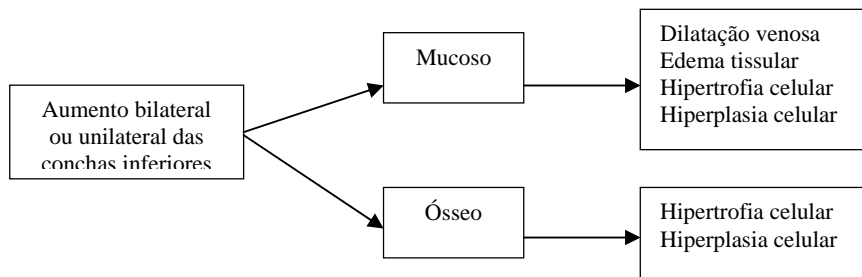 Aumento bilateral
ou unilateral das
conchas inferiores
Mucoso
Dilatação venosa
Edema tissular
Hipertrofia celular
Hiperplasia celular
Ósseo
Hipertrofia celular
Hiperplasia celular